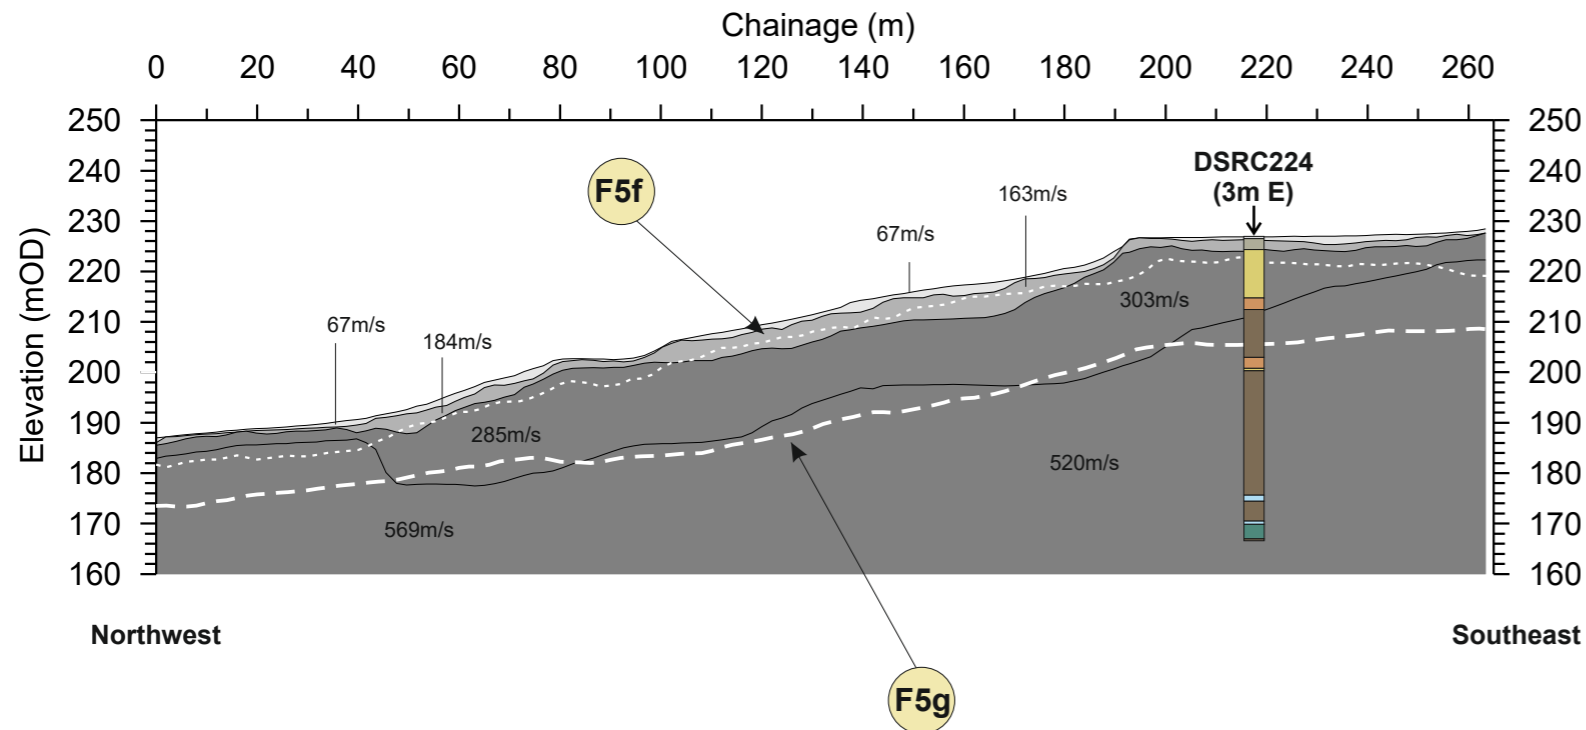 Chainage (m)
0 20 40 60 80 100 120 140 160 180 200 220 240 260
250 250
240 240
230 230
220 220
210 210
200 200
190 190
180 180
170 170
160 160
Elevation (mOD)
DSRC224
(3m E)
F5f
163m/s
67m/s
303m/s
67m/s
184m/s
285m/s
520m/s
569m/s
Northwest
Southeast
F5g